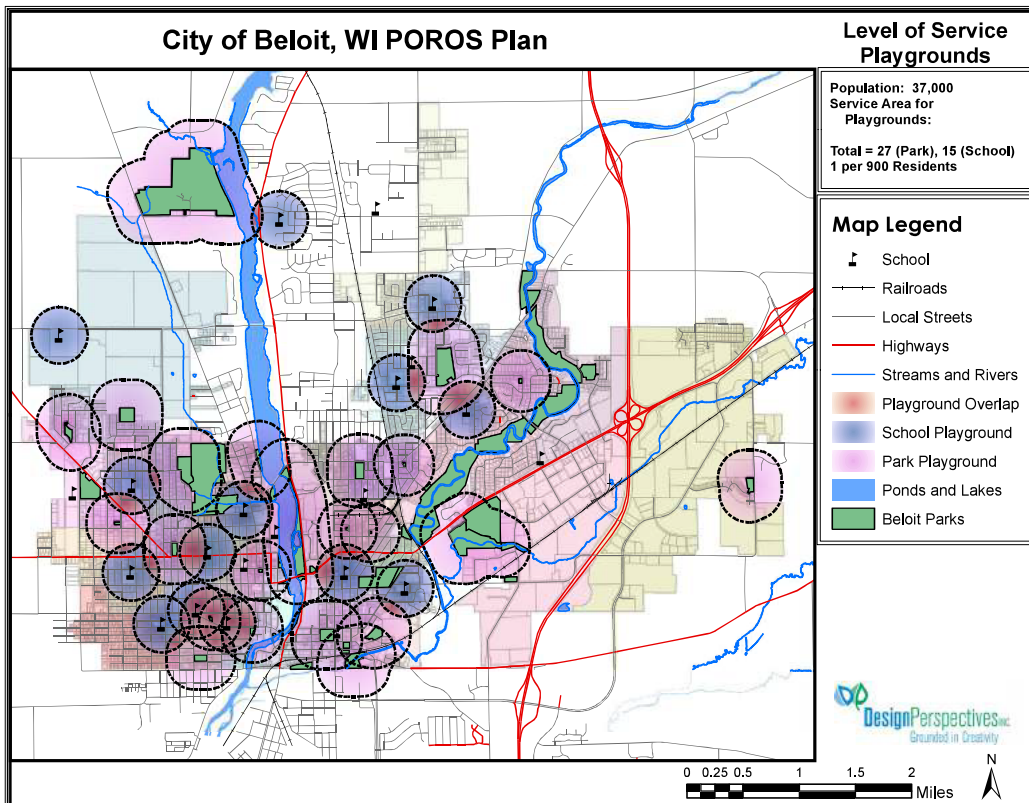 City of Beloit, WI POROS Plan
Level of Service
Playgrounds
Population: 37,000
Service Area for
Playgrounds:
Total = 27 (Park), 15 (School)
1 per 900 Residents
Map Legend
School
Railroads
Local Streets
Highways
Streams and Rivers
Playground Overlap
School Playground
Park Playground
Ponds and Lakes
Beloit Parks
DesignPerspectives INC.
Grounded in Creativity
N
0 0.25 0.5 1 1.5 2
Miles